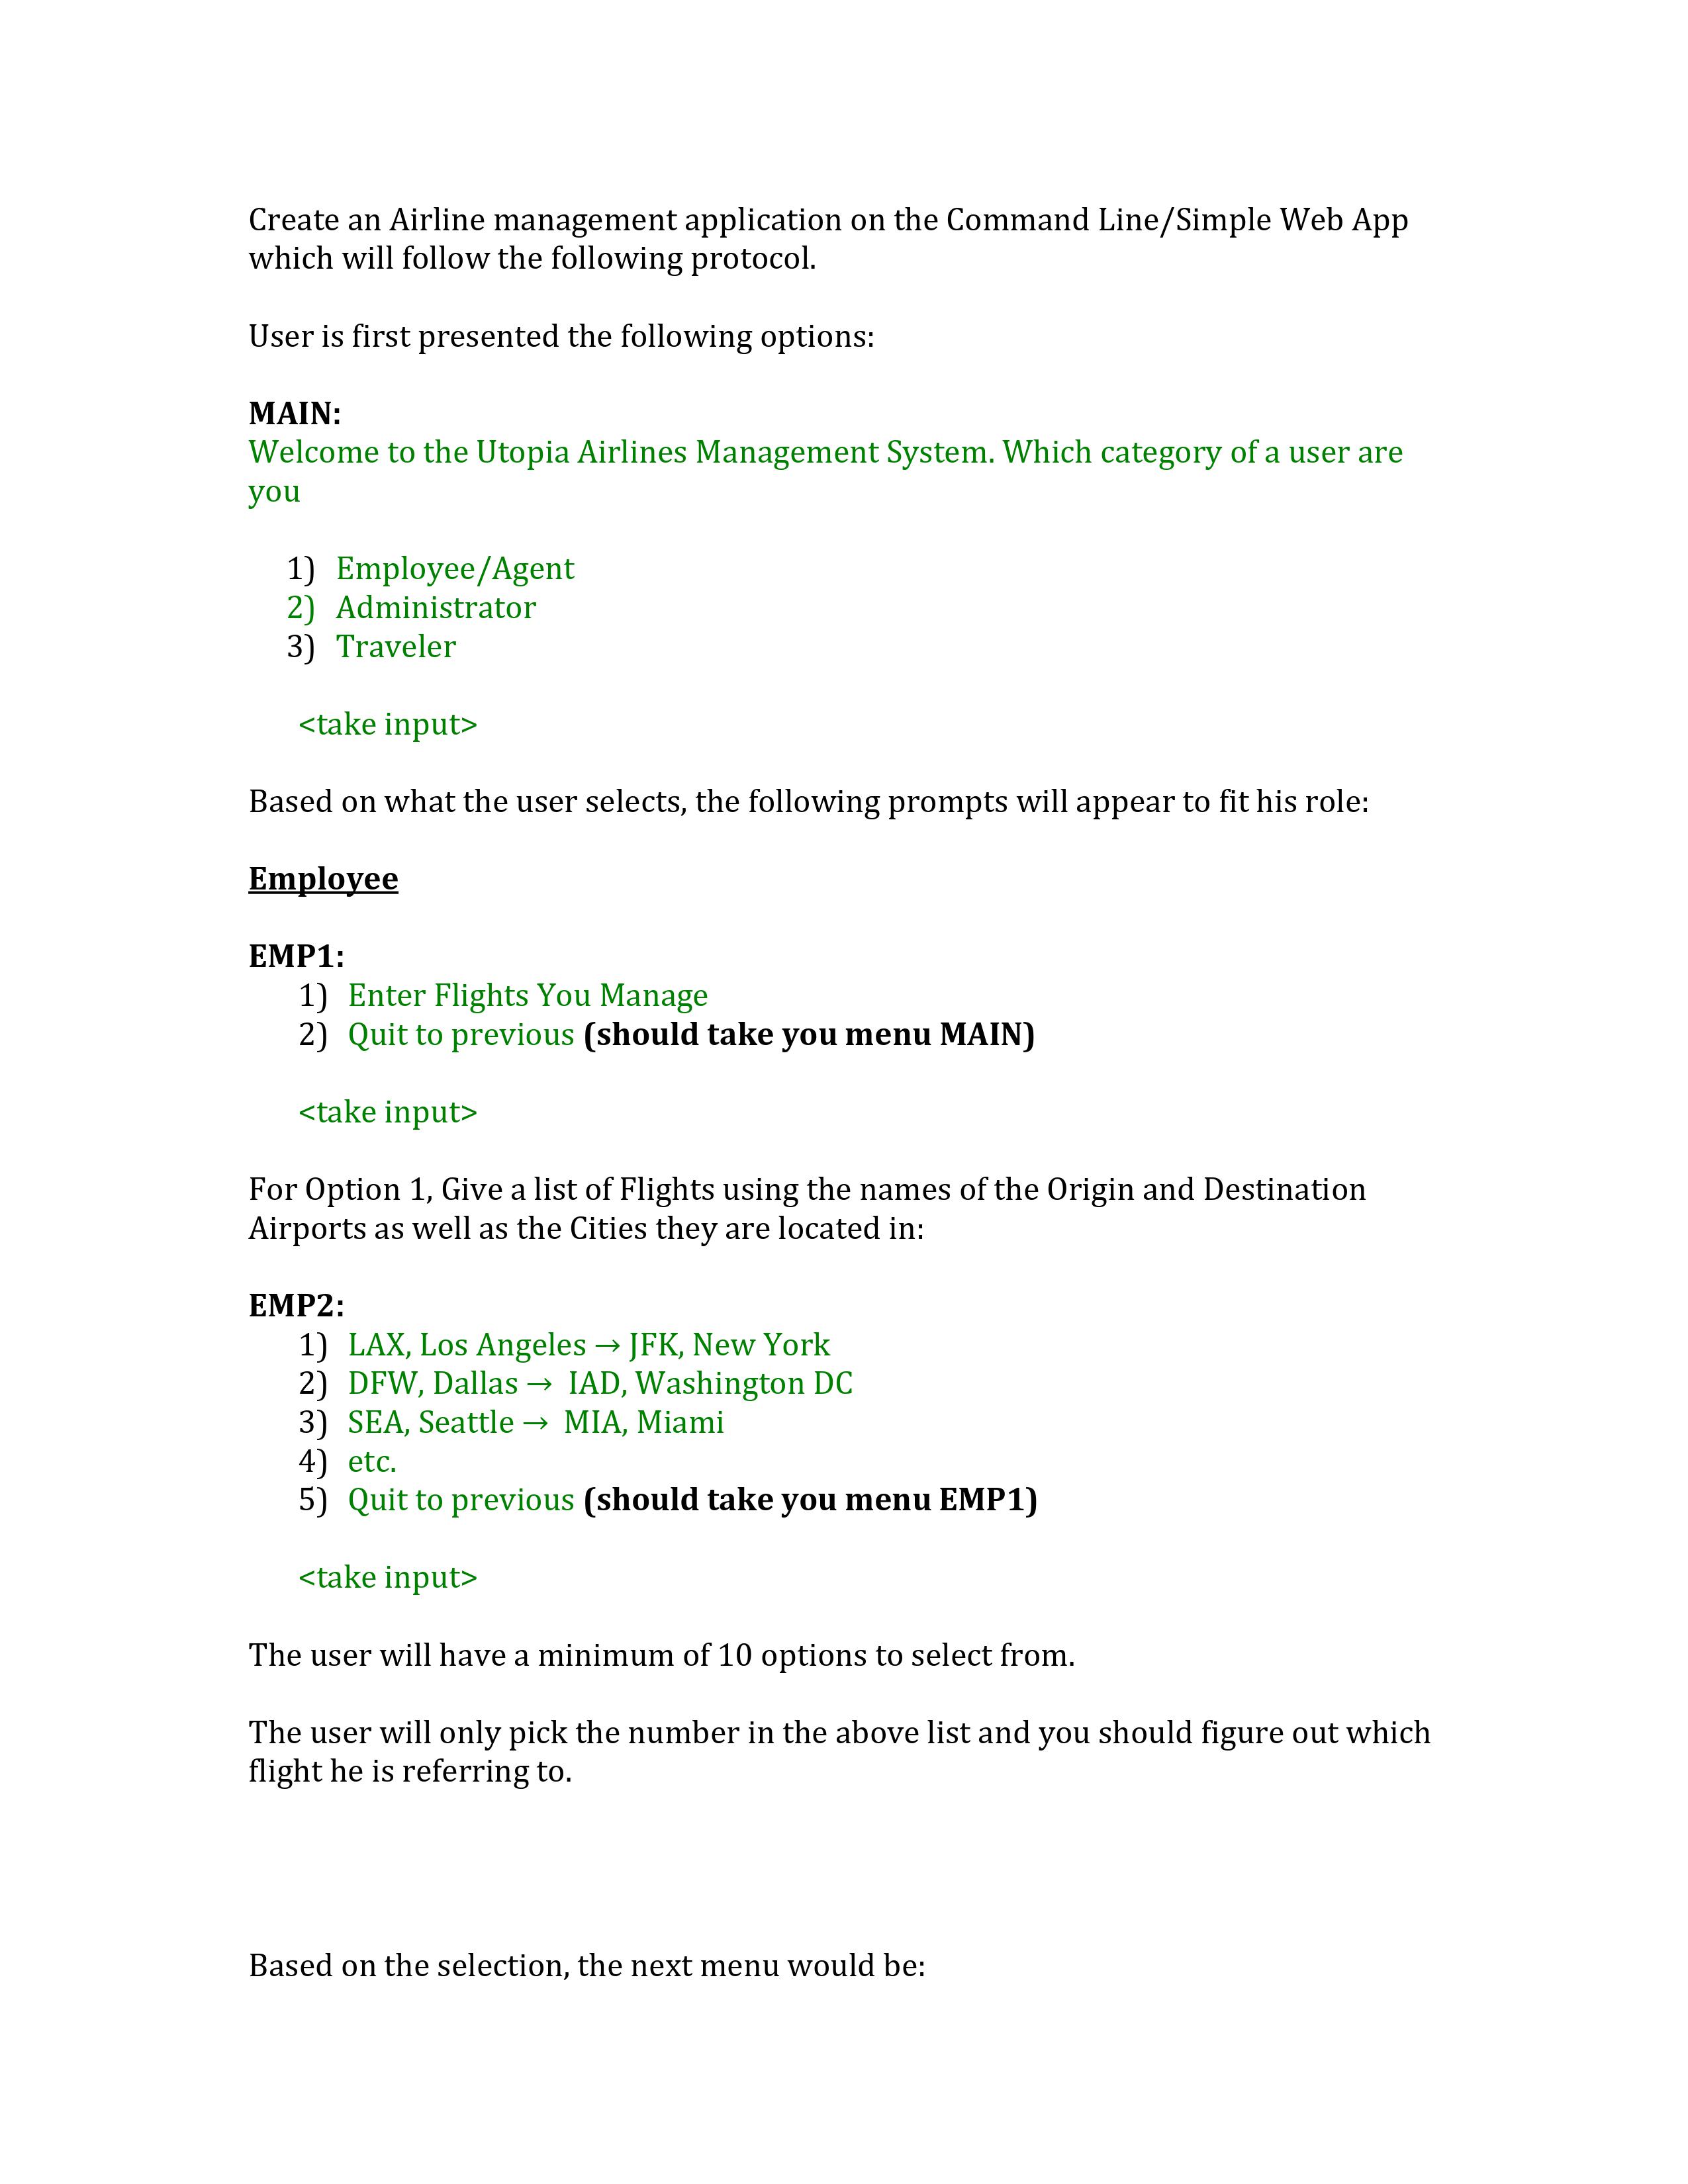 Create an Airline management application on the Command Line/Simple Web App
which will follow the following protocol.
User is first presented the following options:
MAIN:
Welcome to the Utopia Airlines Management System. Which category of a user are
you
1) Employee/Agent
2) Administrator
3) Traveler
<take input>
Based on what the user selects, the following prompts will appear to fit his role:
Employee
EMP1:
1) Enter Flights You Manage
2) Quit to previous (should take you menu MAIN)
<take input>
For Option 1, Give a list of Flights using the names of the Origin and Destination
Airports as well as the Cities they are located in:
EMP2:
1) LAX, Los Angeles → JFK, New York
2) DFW, Dallas → IAD, Washington DC
3) SEA, Seattle → MIA, Miami
4) etc.
5) Quit to previous (should take you menu EMP1)
<take input>
The user will have a minimum of 10 options to select from.
The user will only pick the number in the above list and you should figure out which
flight he is referring to.
Based on the selection, the next menu would be: